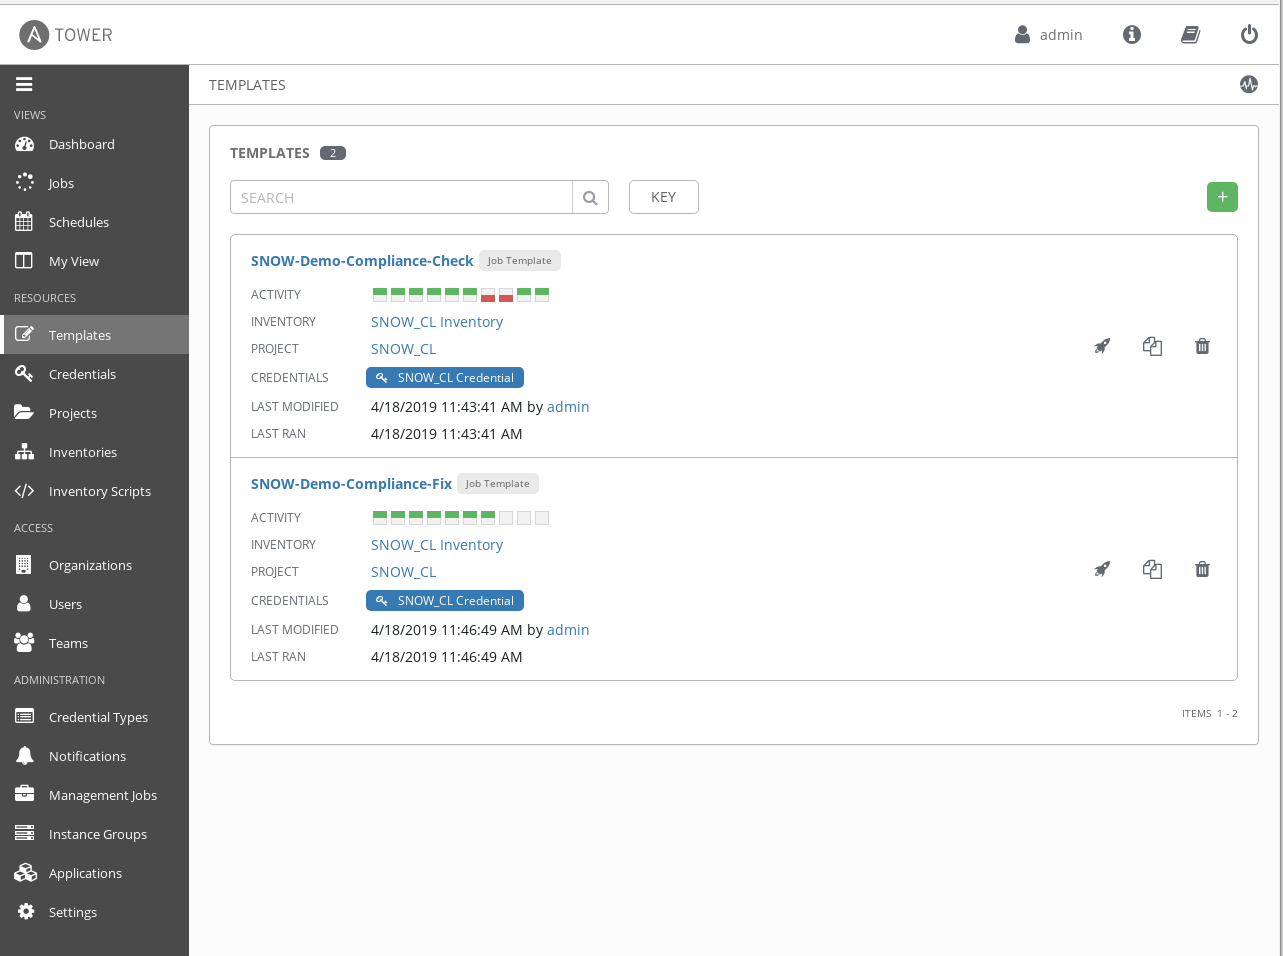 TOWER
admin
TEMPLATES
VIEWS
Dashboard
Jobs
Schedules
My View
RESOURCES
Templates
Credentials
Projects
Inventories
Inventory Scripts
ACCESS
Organizations
Users
Teams
ADMINISTRATION
Credential Types
Notifications
Management Jobs
Instance Groups
Applications
Settings
TEMPLATES 2
SEARCH
KEY
+
SNOW-Demo-Compliance-Check Job Template
ACTIVITY
INVENTORY SNOW_CL Inventory
PROJECT SNOW_CL
CREDENTIALS SNOW_CL Credential
LAST MODIFIED 4/18/2019 11:43:41 AM by admin
LAST RAN 4/18/2019 11:43:41 AM
SNOW-Demo-Compliance-Fix Job Template
ACTIVITY
INVENTORY SNOW_CL Inventory
PROJECT SNOW_CL
CREDENTIALS SNOW_CL Credential
LAST MODIFIED 4/18/2019 11:46:49 AM by admin
LAST RAN 4/18/2019 11:46:49 AM
ITEMS 1 - 2